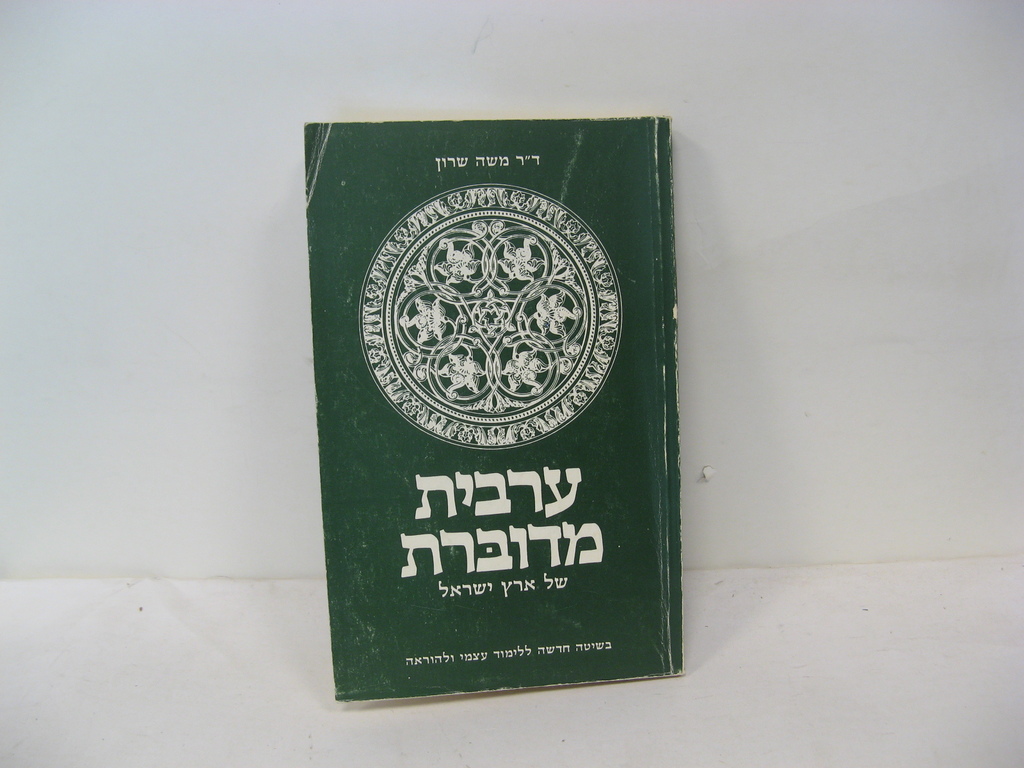 ד״ר משה שרון
ערבית
מדוברת
של ארץ ישראל
בשיטה חדשה ללימוד עצמי ולהוראה